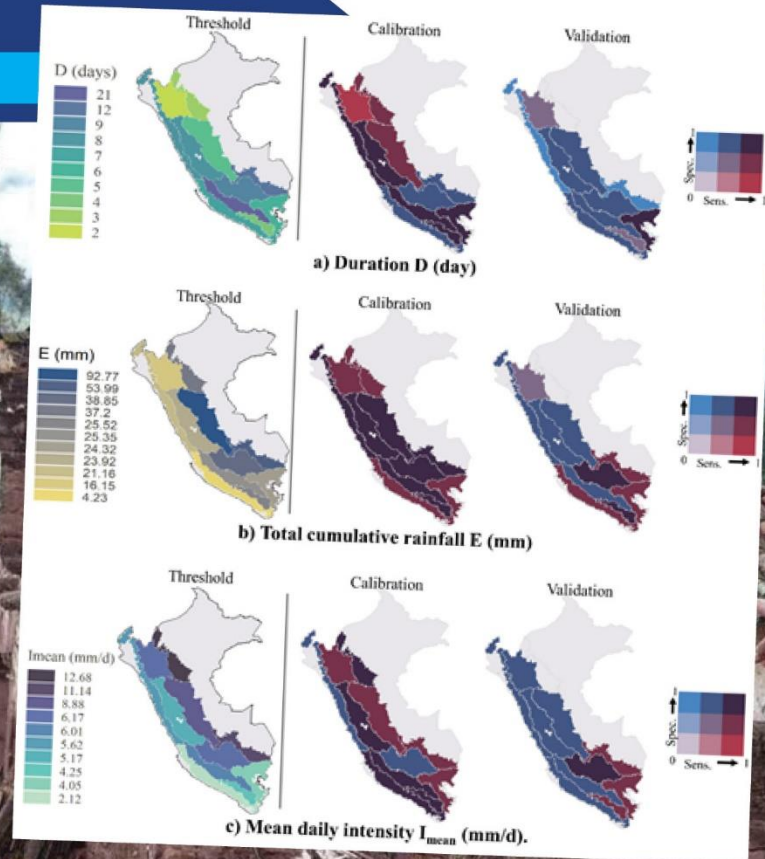 Threshold
Calibration
Validation
D (days)
21
12
9
8
7
6
5
4
3
2
1
Spec.
0
Sens.
1
a) Duration D (day)
Threshold
Calibration
Validation
E (mm)
92.77
53.99
38.85
37.2
25.52
25.35
24.32
23.92
21.16
16.15
4.23
1
Spec.
0
Sens.
1
b) Total cumulative rainfall E (mm)
Threshold
Calibration
Validation
Imean (mm/d)
12.68
11.14
8.88
6.17
6.01
5.62
5.17
4.25
4.05
2.12
1
Spec.
0
Sens.
1
c) Mean daily intensity Imean (mm/d).